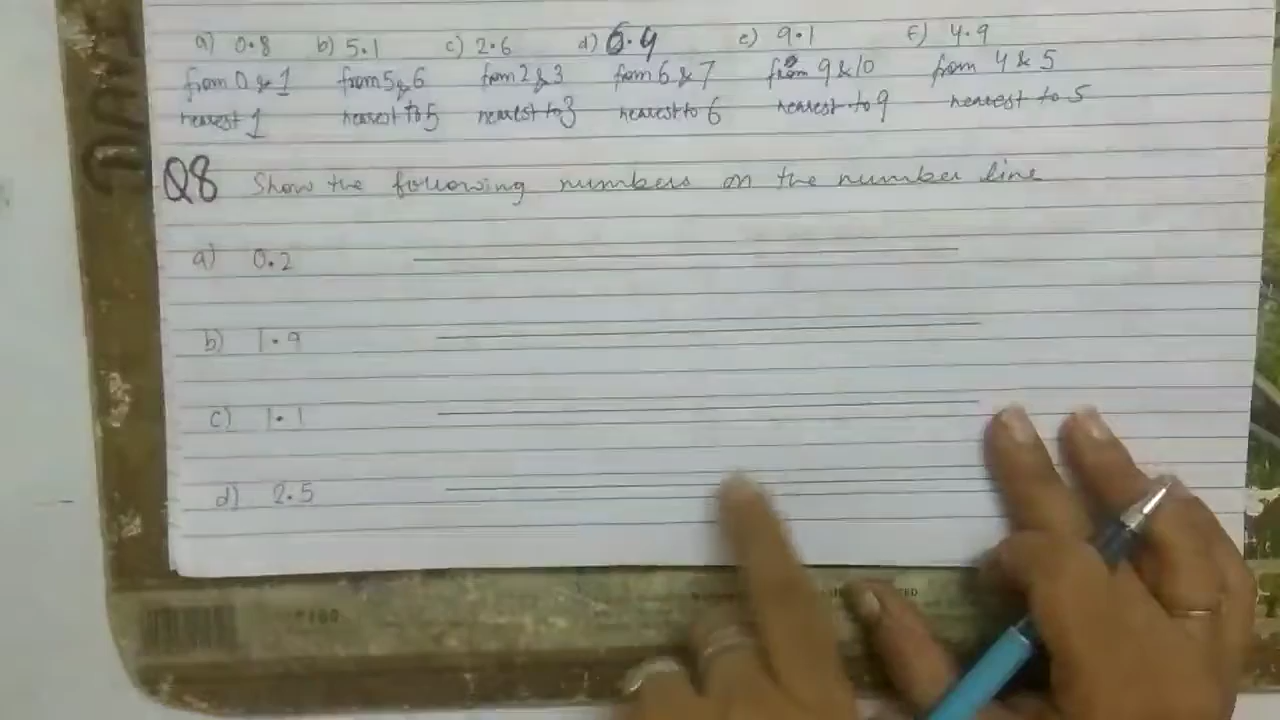 a) 0.8 b) 5.1 c) 2.6 d) 6.4 e) 9.1 f) 4.9
from 0 & 1 from 5 & 6 from 2 & 3 from 6 & 7 from 9 & 10 from 4 & 5
nearest 1 nearest to 5 nearest to 3 nearest to 6 nearest to 9 nearest to 5
Q8 Show the following numbers on the number line
a) 0.2
b) 1.9
c) 1.1
d) 2.5